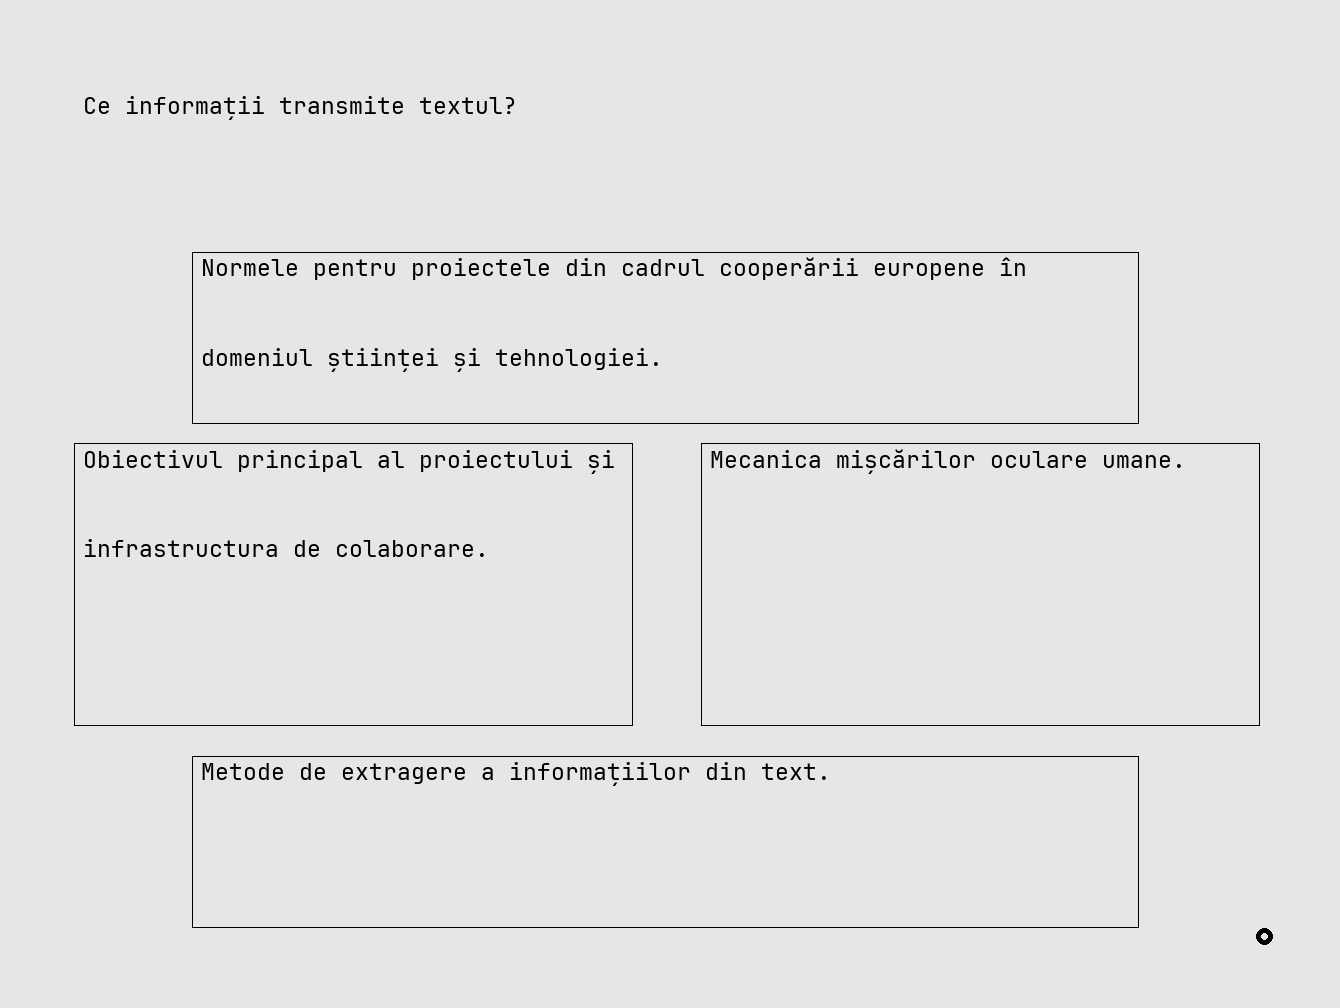 Ce informații transmite textul?
Normele pentru proiectele din cadrul cooperării europene în
domeniul științei și tehnologiei.
Obiectivul principal al proiectului și
infrastructura de colaborare.
Mecanica mișcărilor oculare umane.
Metode de extragere a informațiilor din text.